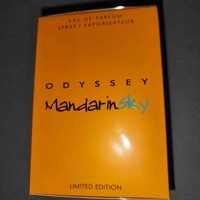 EAU DE PARFUM
SPRAY / VAPORISATEUR
ODYSSEY
Mandarinsky
LIMITED EDITION